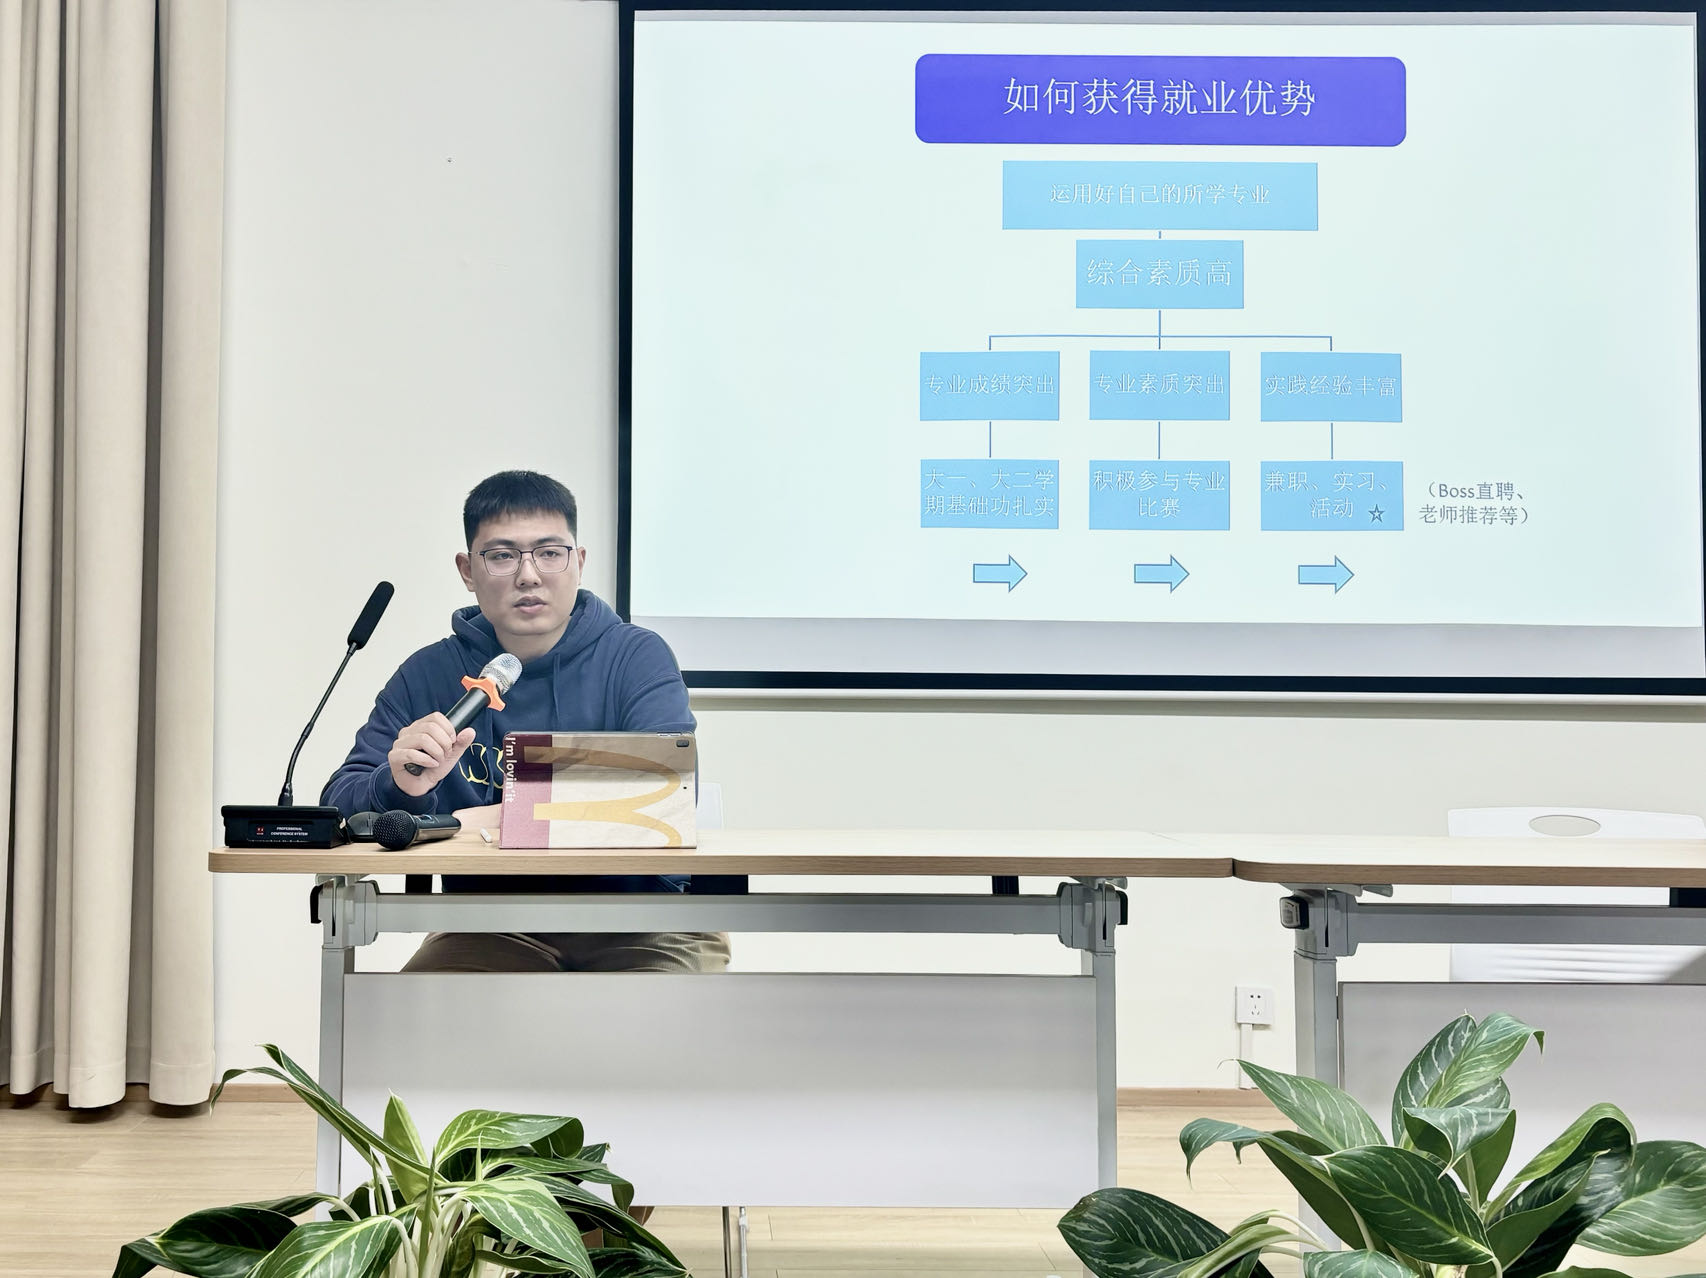 如何获得就业优势
运用好自己的所学专业
综合素质高
专业成绩突出
专业素质突出
实践经验丰富
大一、大二学
期基础功扎实
积极参与专业
比赛
兼职、实习、
活动
（Boss直聘、
老师推荐等）
I'm lovin' it
PROFESSIONAL
CONFERENCE SYSTEM